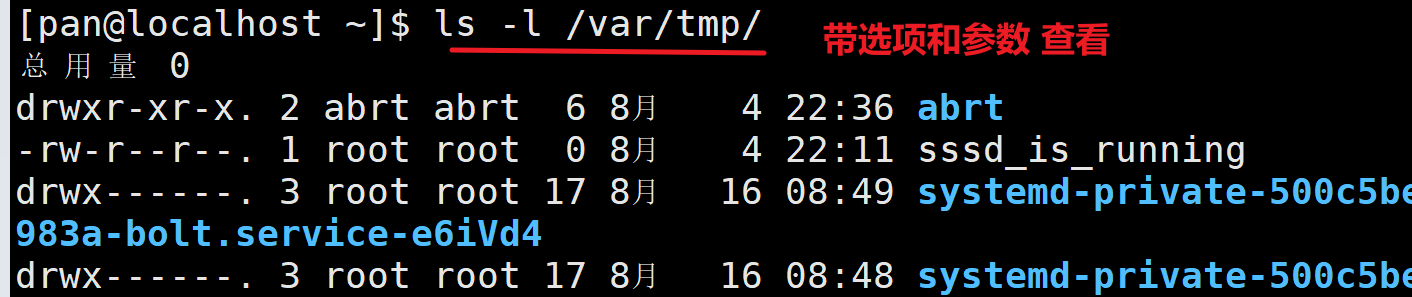 [pan@localhost ~]$ ls -l /var/tmp/ 带选项和参数 查看
总用量 0
drwxr-xr-x. 2 abrt abrt  6 8月   4 22:36 abrt
-rw-r--r--. 1 root root  0 8月   4 22:11 sssd_is_running
drwx------. 3 root root 17 8月  16 08:49 systemd-private-500c5be
983a-bolt.service-e6iVd4
drwx------. 3 root root 17 8月  16 08:48 systemd-private-500c5be